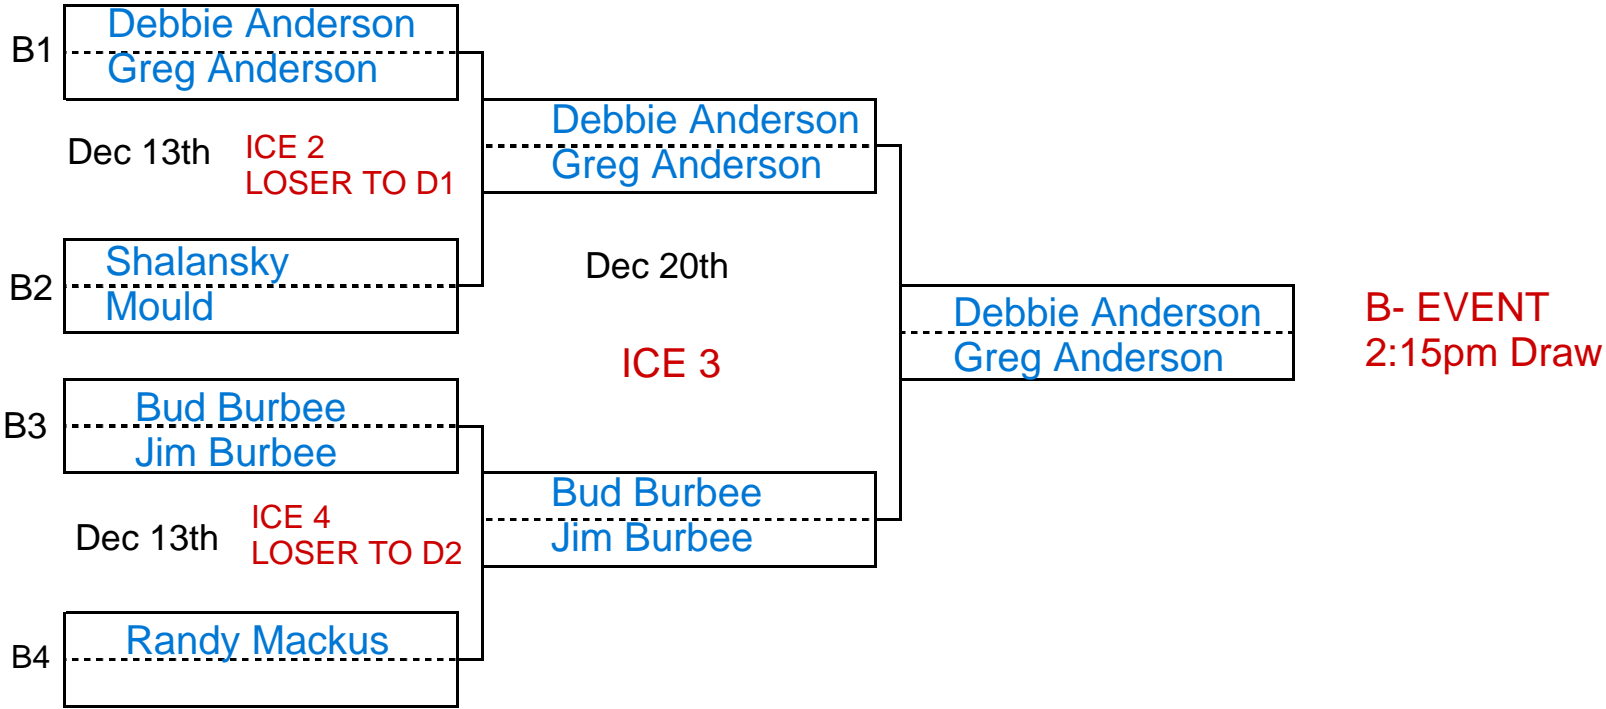 B1
Debbie Anderson
Greg Anderson
Dec 13th
ICE 2
LOSER TO D1
B2
Shalansky
Mould
B3
Bud Burbee
Jim Burbee
Dec 13th
ICE 4
LOSER TO D2
B4
Randy Mackus
Debbie Anderson
Greg Anderson
Dec 20th
ICE 3
Bud Burbee
Jim Burbee
Debbie Anderson
Greg Anderson
B- EVENT
2:15pm Draw